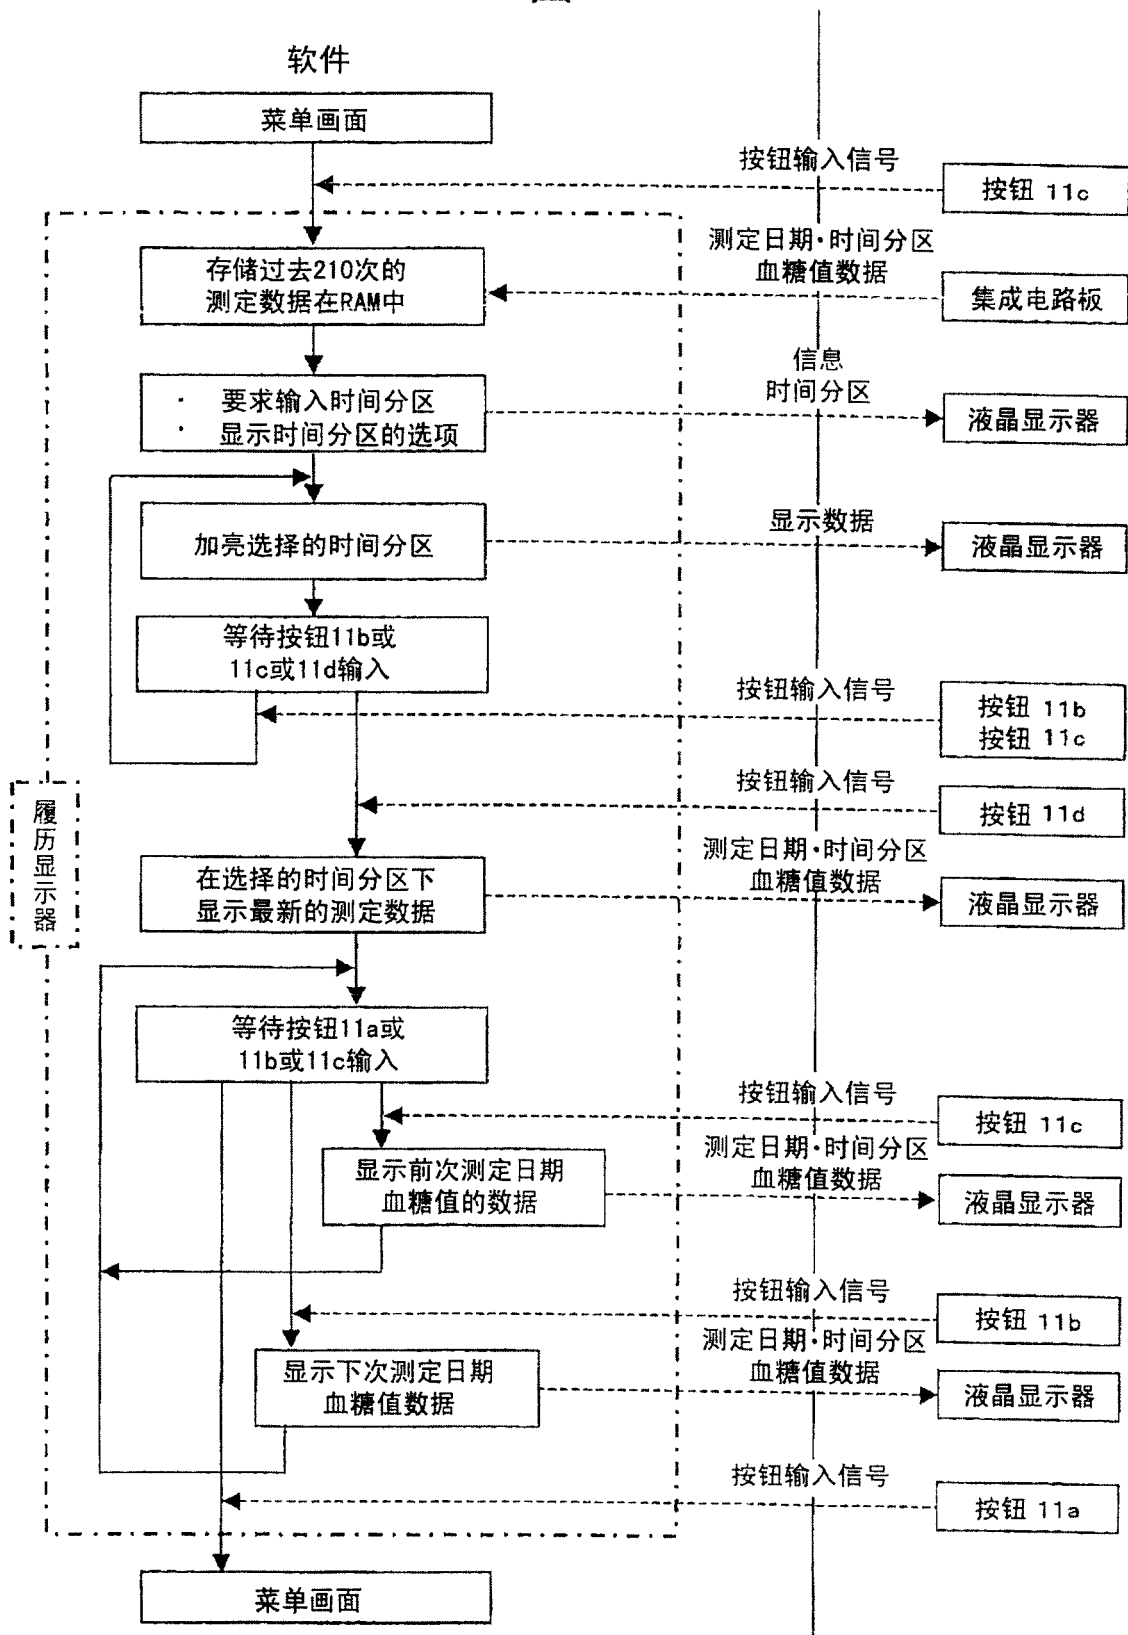 软件
菜单画面
按钮输入信号
按钮 11c
测定日期·时间分区
血糖值数据
存储过去210次的
测定数据在RAM中
集成电路板
信息
时间分区
· 要求输入时间分区
· 显示时间分区的选项
液晶显示器
显示数据
加亮选择的时间分区
液晶显示器
等待按钮11b或
11c或11d输入
按钮输入信号
按钮 11b
按钮 11c
按钮输入信号
按钮 11d
履历显示器
测定日期·时间分区
血糖值数据
在选择的时间分区下
显示最新的测定数据
液晶显示器
等待按钮11a或
11b或11c输入
按钮输入信号
按钮 11c
测定日期·时间分区
血糖值数据
显示前次测定日期
血糖值的数据
液晶显示器
按钮输入信号
按钮 11b
测定日期·时间分区
血糖值数据
显示下次测定日期
血糖值数据
液晶显示器
按钮输入信号
按钮 11a
菜单画面